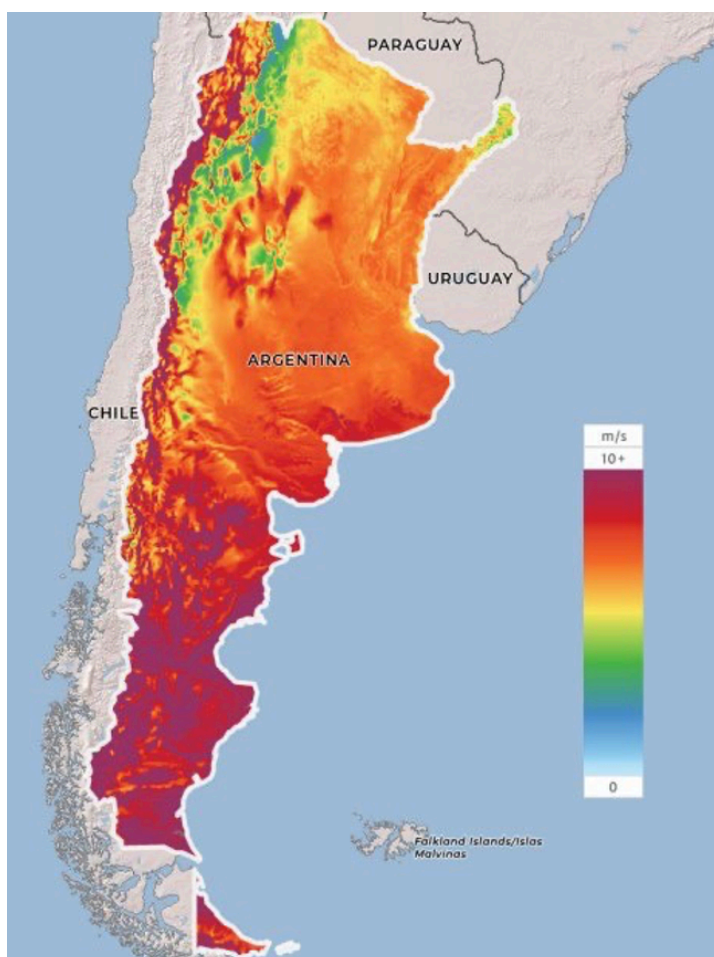 PARAGUAY
URUGUAY
ARGENTINA
CHILE
m/s
10+
0
Falkland Islands/Islas
Malvinas